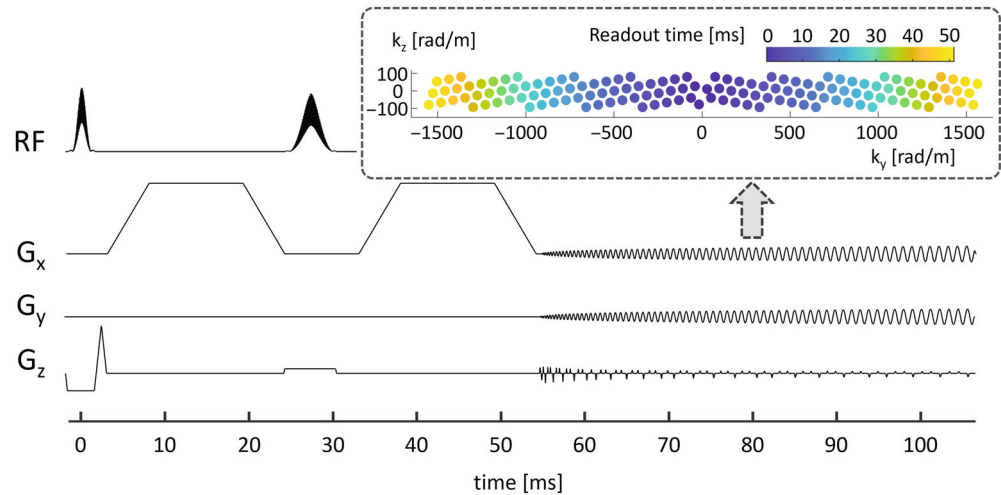 k_z [rad/m]
Readout time [ms]
0 10 20 30 40 50
100
0
−100
−1500 −1000 −500 0 500 1000 1500
k_y [rad/m]
RF
G_x
G_y
G_z
0 10 20 30 40 50 60 70 80 90 100
time [ms]